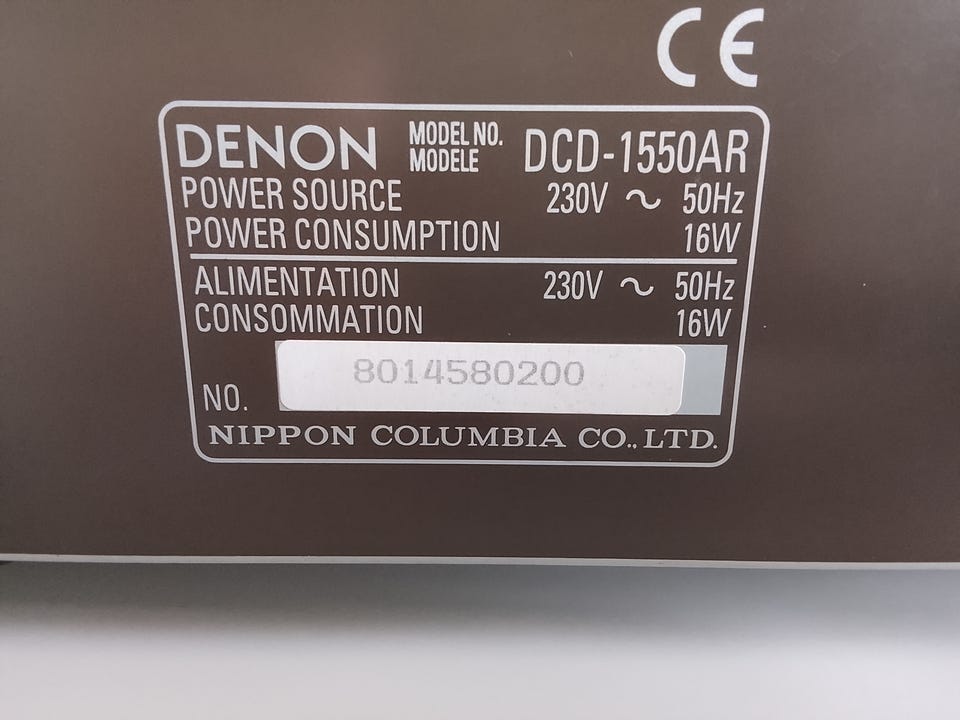 CE
DENON MODEL NO. MODELE DCD-1550AR
POWER SOURCE 230V ~ 50Hz
POWER CONSUMPTION 16W
ALIMENTATION 230V ~ 50Hz
CONSOMMATION 16W
NO. 8014580200
NIPPON COLUMBIA CO., LTD.